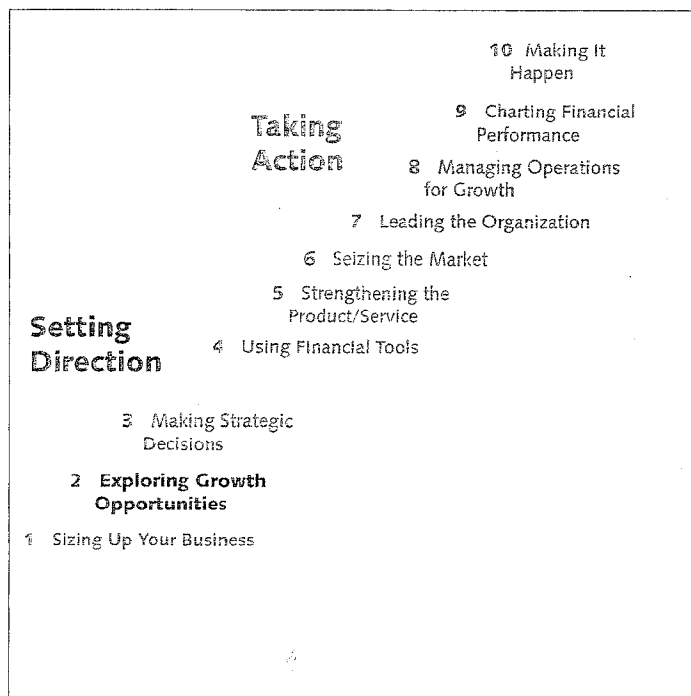 10 Making It
Happen
Taking
Action
9 Charting Financial
Performance
8 Managing Operations
for Growth
7 Leading the Organization
6 Seizing the Market
5 Strengthening the
Product/Service
Setting
Direction
4 Using Financial Tools
3 Making Strategic
Decisions
2 Exploring Growth
Opportunities
1 Sizing Up Your Business